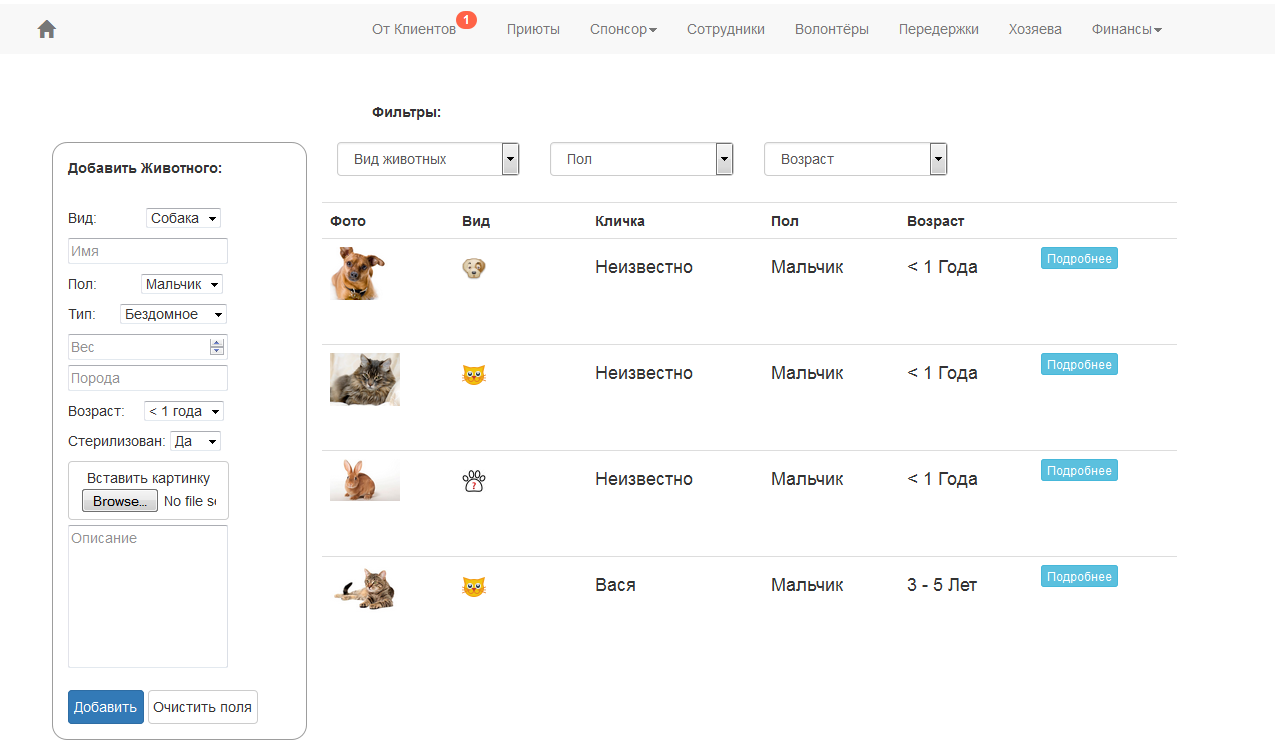 От Клиентов 1 Приюты Спонсор Сотрудники Волонтёры Передержки Хозяева Финансы
Фильтры:
Вид животных Пол Возраст
Добавить Животного:
Вид: Собака
Имя
Пол: Мальчик
Тип: Бездомное
Вес
Порода
Возраст: < 1 года
Стерилизован: Да
Вставить картинку
Browse... No file se
Описание
Добавить Очистить поля
Фото Вид Кличка Пол Возраст
Неизвестно Мальчик < 1 Года Подробнее
Неизвестно Мальчик < 1 Года Подробнее
? Неизвестно Мальчик < 1 Года Подробнее
Вася Мальчик 3 - 5 Лет Подробнее